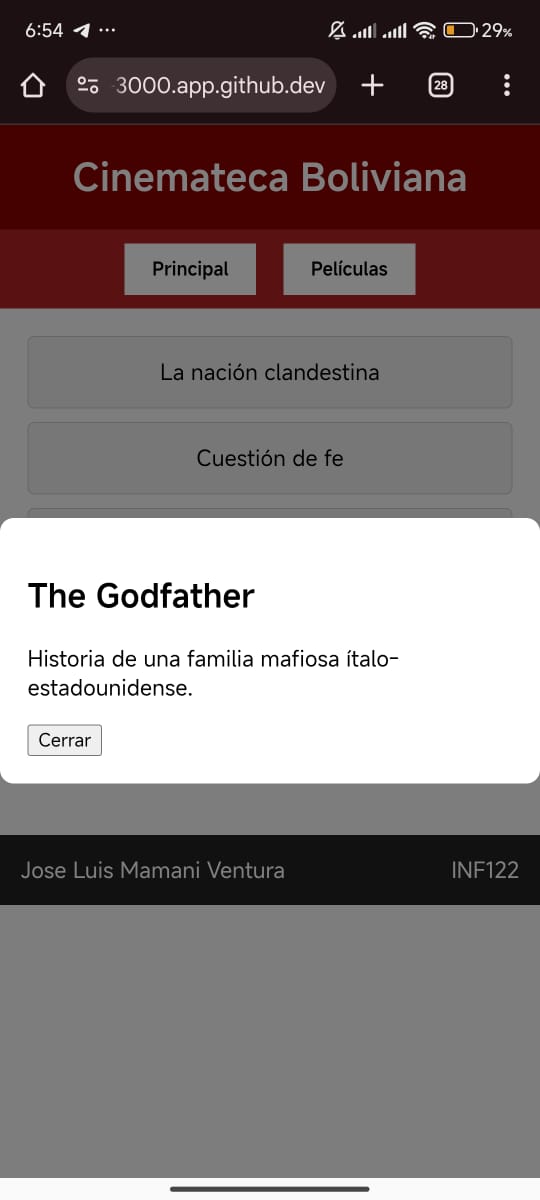 6:54
29%
-3000.app.github.dev
28
Cinemateca Boliviana
Principal
Películas
La nación clandestina
Cuestión de fe
The Godfather
Historia de una familia mafiosa ítalo-
estadounidense.
Cerrar
Jose Luis Mamani Ventura
INF122